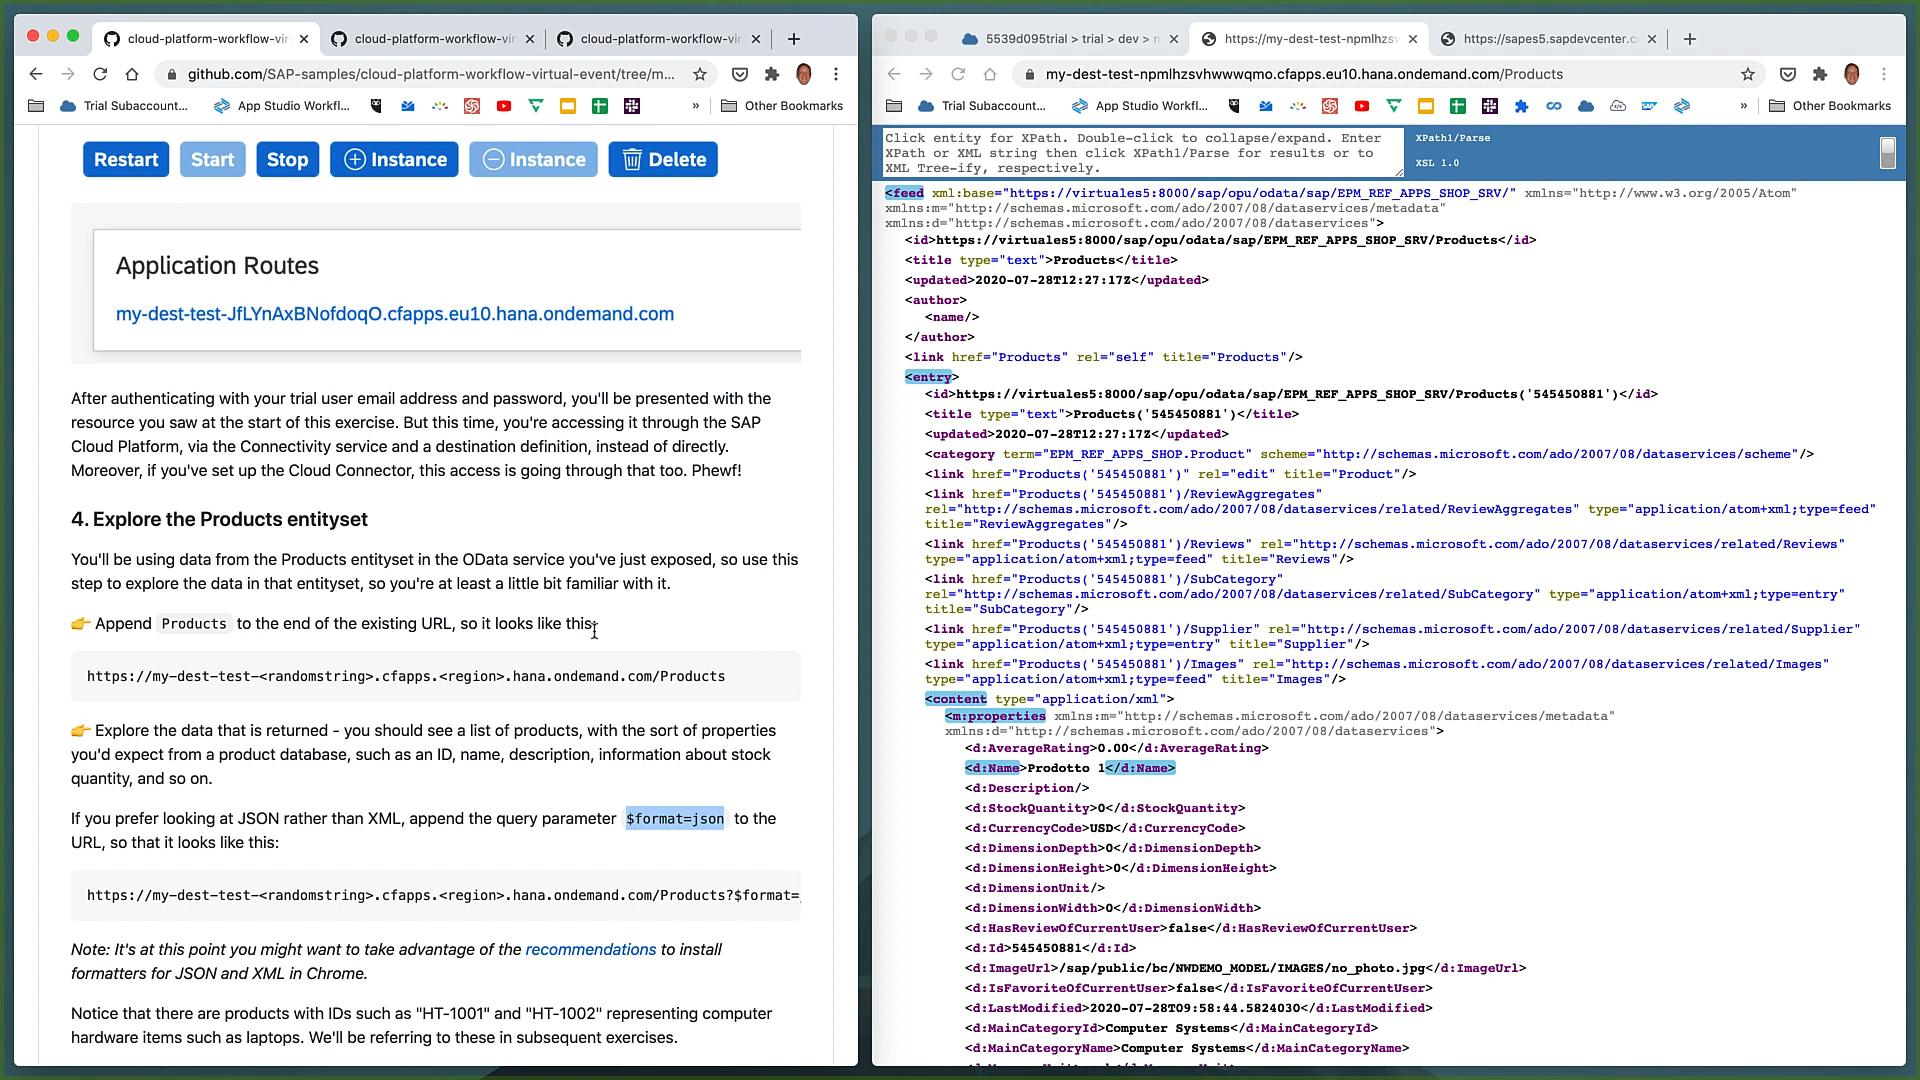 cloud-platform-workflow-vir
cloud-platform-workflow-vir
cloud-platform-workflow-vir
github.com/SAP-samples/cloud-platform-workflow-virtual-event/tree/m...
Trial Subaccount...
App Studio Workfl...
»
Other Bookmarks
Restart
Start
Stop
Instance
Instance
Delete
Application Routes
my-dest-test-JfLYnAxBNofdoqO.cfapps.eu10.hana.ondemand.com
After authenticating with your trial user email address and password, you'll be presented with the
resource you saw at the start of this exercise. But this time, you're accessing it through the SAP
Cloud Platform, via the Connectivity service and a destination definition, instead of directly.
Moreover, if you've set up the Cloud Connector, this access is going through that too. Phewf!
4. Explore the Products entityset
You'll be using data from the Products entityset in the OData service you've just exposed, so use this
step to explore the data in that entityset, so you're at least a little bit familiar with it.
👉 Append Products to the end of the existing URL, so it looks like this:
https://my-dest-test-<randomstring>.cfapps.<region>.hana.ondemand.com/Products
👉 Explore the data that is returned - you should see a list of products, with the sort of properties
you'd expect from a product database, such as an ID, name, description, information about stock
quantity, and so on.
If you prefer looking at JSON rather than XML, append the query parameter $format=json to the
URL, so that it looks like this:
https://my-dest-test-<randomstring>.cfapps.<region>.hana.ondemand.com/Products?$format=
Note: It's at this point you might want to take advantage of the recommendations to install
formatters for JSON and XML in Chrome.
Notice that there are products with IDs such as "HT-1001" and "HT-1002" representing computer
hardware items such as laptops. We'll be referring to these in subsequent exercises.
5539d095trial > trial > dev > m
https://my-dest-test-npmlhzsv
https://sapes5.sapdevcenter.c
my-dest-test-npmlhzsvhwwwqmo.cfapps.eu10.hana.ondemand.com/Products
Trial Subaccount...
App Studio Workfl...
»
Other Bookmarks
Click entity for XPath. Double-click to collapse/expand. Enter
XPath or XML string then click XPath1/Parse for results or to
XML Tree-ify, respectively.
XPath1/Parse
XSL 1.0
<feed xml:base="https://virtuales5:8000/sap/opu/odata/sap/EPM_REF_APPS_SHOP_SRV/" xmlns="http://www.w3.org/2005/Atom"
xmlns:m="http://schemas.microsoft.com/ado/2007/08/dataservices/metadata"
xmlns:d="http://schemas.microsoft.com/ado/2007/08/dataservices">
<id>https://virtuales5:8000/sap/opu/odata/sap/EPM_REF_APPS_SHOP_SRV/Products</id>
<title type="text">Products</title>
<updated>2020-07-28T12:27:17Z</updated>
<author>
<name/>
</author>
<link href="Products" rel="self" title="Products"/>
<entry>
<id>https://virtuales5:8000/sap/opu/odata/sap/EPM_REF_APPS_SHOP_SRV/Products('545450881')</id>
<title type="text">Products('545450881')</title>
<updated>2020-07-28T12:27:17Z</updated>
<category term="EPM_REF_APPS_SHOP.Product" scheme="http://schemas.microsoft.com/ado/2007/08/dataservices/scheme"/>
<link href="Products('545450881')" rel="edit" title="Product"/>
<link href="Products('545450881')/ReviewAggregates"
rel="http://schemas.microsoft.com/ado/2007/08/dataservices/related/ReviewAggregates" type="application/atom+xml;type=feed"
title="ReviewAggregates"/>
<link href="Products('545450881')/Reviews" rel="http://schemas.microsoft.com/ado/2007/08/dataservices/related/Reviews"
type="application/atom+xml;type=feed" title="Reviews"/>
<link href="Products('545450881')/SubCategory"
rel="http://schemas.microsoft.com/ado/2007/08/dataservices/related/SubCategory" type="application/atom+xml;type=entry"
title="SubCategory"/>
<link href="Products('545450881')/Supplier" rel="http://schemas.microsoft.com/ado/2007/08/dataservices/related/Supplier"
type="application/atom+xml;type=entry" title="Supplier"/>
<link href="Products('545450881')/Images" rel="http://schemas.microsoft.com/ado/2007/08/dataservices/related/Images"
type="application/atom+xml;type=feed" title="Images"/>
<content type="application/xml">
<m:properties xmlns:m="http://schemas.microsoft.com/ado/2007/08/dataservices/metadata"
xmlns:d="http://schemas.microsoft.com/ado/2007/08/dataservices">
<d:AverageRating>0.00</d:AverageRating>
<d:Name>Prodotto 1</d:Name>
<d:Description/>
<d:StockQuantity>0</d:StockQuantity>
<d:CurrencyCode>USD</d:CurrencyCode>
<d:DimensionDepth>0</d:DimensionDepth>
<d:DimensionHeight>0</d:DimensionHeight>
<d:DimensionUnit/>
<d:DimensionWidth>0</d:DimensionWidth>
<d:HasReviewOfCurrentUser>false</d:HasReviewOfCurrentUser>
<d:Id>545450881</d:Id>
<d:ImageUrl>/sap/public/bc/NWDEMO_MODEL/IMAGES/no_photo.jpg</d:ImageUrl>
<d:IsFavoriteOfCurrentUser>false</d:IsFavoriteOfCurrentUser>
<d:LastModified>2020-07-28T09:58:44.5824030</d:LastModified>
<d:MainCategoryId>Computer Systems</d:MainCategoryId>
<d:MainCategoryName>Computer Systems</d:MainCategoryName>